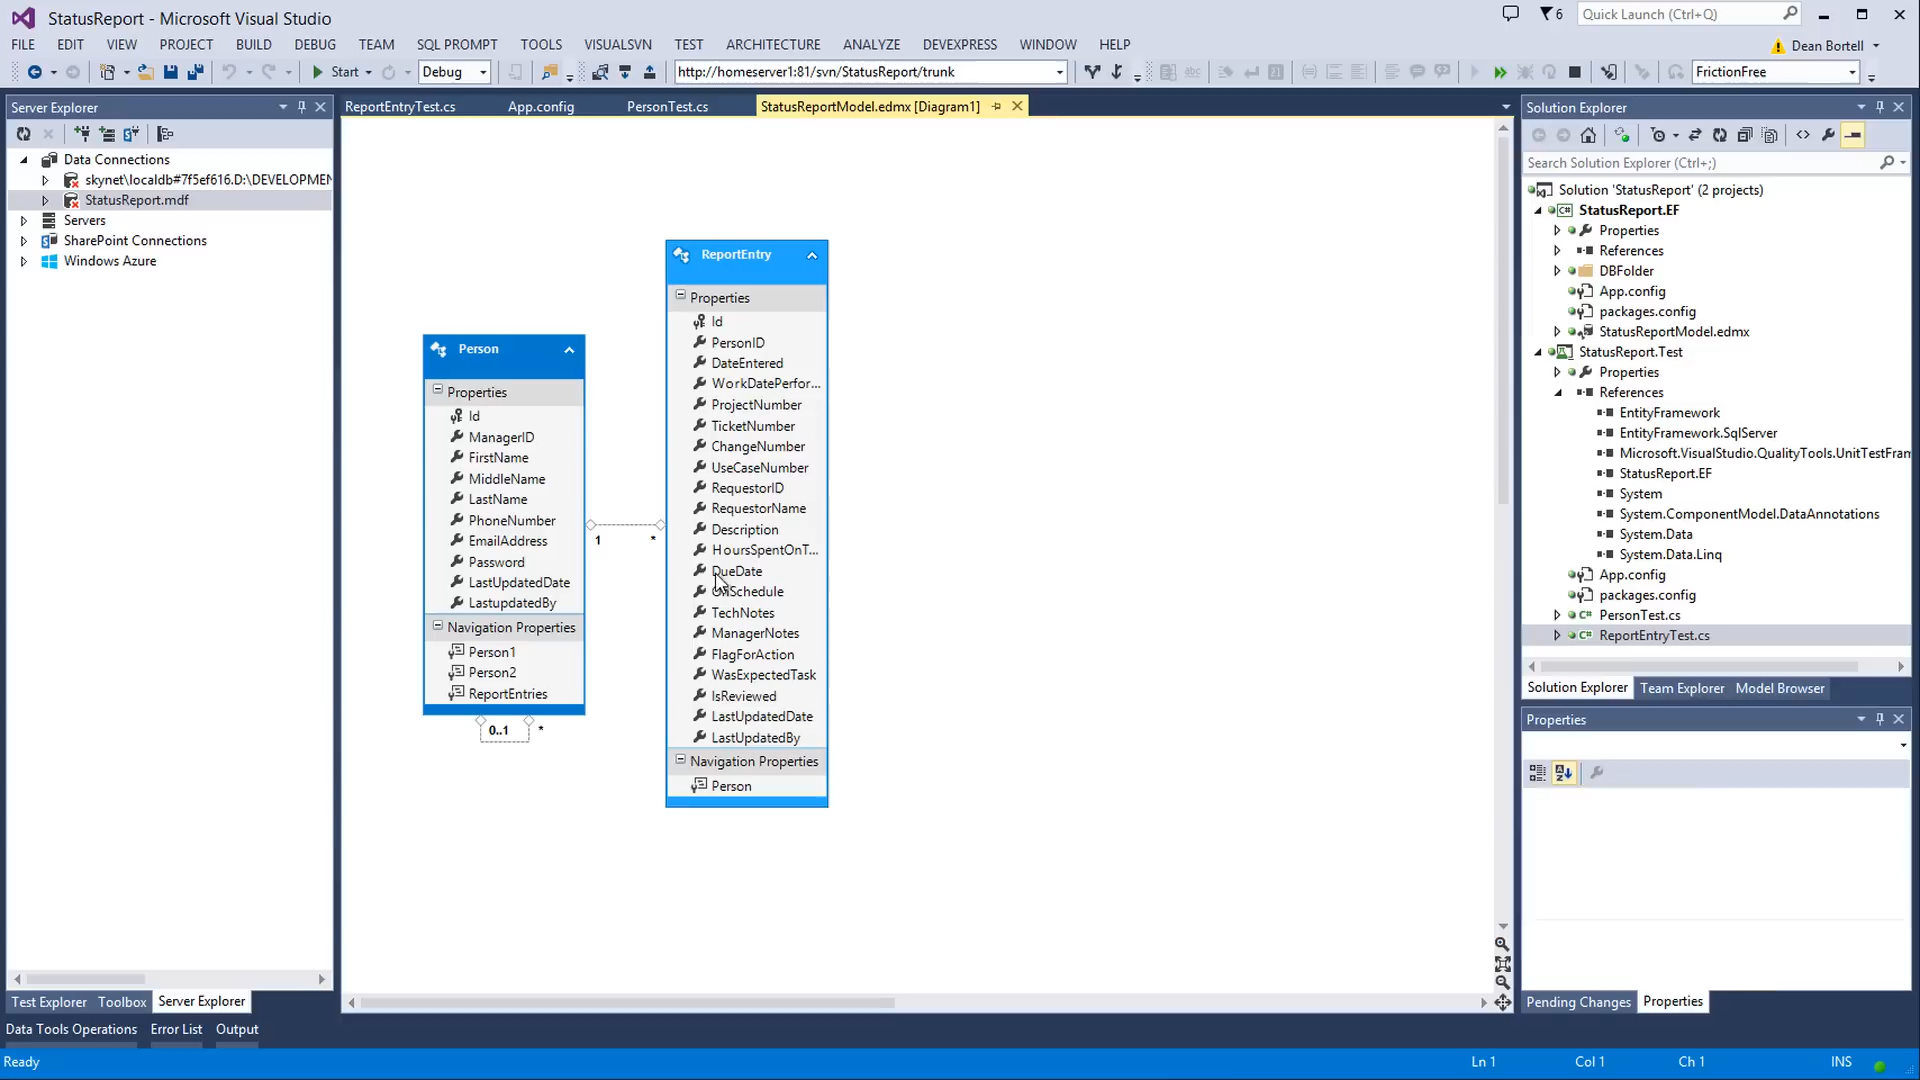 StatusReport - Microsoft Visual Studio
6
Quick Launch (Ctrl+Q)
FILE EDIT VIEW PROJECT BUILD DEBUG TEAM SQL PROMPT TOOLS VISUALSVN TEST ARCHITECTURE ANALYZE DEVEXPRESS WINDOW HELP
Dean Bortell
Start
Debug
http://homeserver1:81/svn/StatusReport/trunk
FrictionFree
Server Explorer
Data Connections
skynet\localdb#7f5ef616.D:\DEVELOPMEN
StatusReport.mdf
Servers
SharePoint Connections
Windows Azure
Test Explorer Toolbox Server Explorer
ReportEntryTest.cs App.config PersonTest.cs StatusReportModel.edmx [Diagram1]
Person
Properties
Id
ManagerID
FirstName
MiddleName
LastName
PhoneNumber
EmailAddress
Password
LastUpdatedDate
LastupdatedBy
Navigation Properties
Person1
Person2
ReportEntries
0..1 *
1 *
ReportEntry
Properties
Id
PersonID
DateEntered
WorkDatePerfor...
ProjectNumber
TicketNumber
ChangeNumber
UseCaseNumber
RequestorID
RequestorName
Description
HoursSpentOnT...
DueDate
OnSchedule
TechNotes
ManagerNotes
FlagForAction
WasExpectedTask
IsReviewed
LastUpdatedDate
LastUpdatedBy
Navigation Properties
Person
Solution Explorer
Search Solution Explorer (Ctrl+;)
Solution 'StatusReport' (2 projects)
StatusReport.EF
Properties
References
DBFolder
App.config
packages.config
StatusReportModel.edmx
StatusReport.Test
Properties
References
EntityFramework
EntityFramework.SqlServer
Microsoft.VisualStudio.QualityTools.UnitTestFram
StatusReport.EF
System
System.ComponentModel.DataAnnotations
System.Data
System.Data.Linq
App.config
packages.config
PersonTest.cs
ReportEntryTest.cs
Solution Explorer Team Explorer Model Browser
Properties
Pending Changes Properties
Data Tools Operations Error List Output
Ready
Ln 1 Col 1 Ch 1 INS